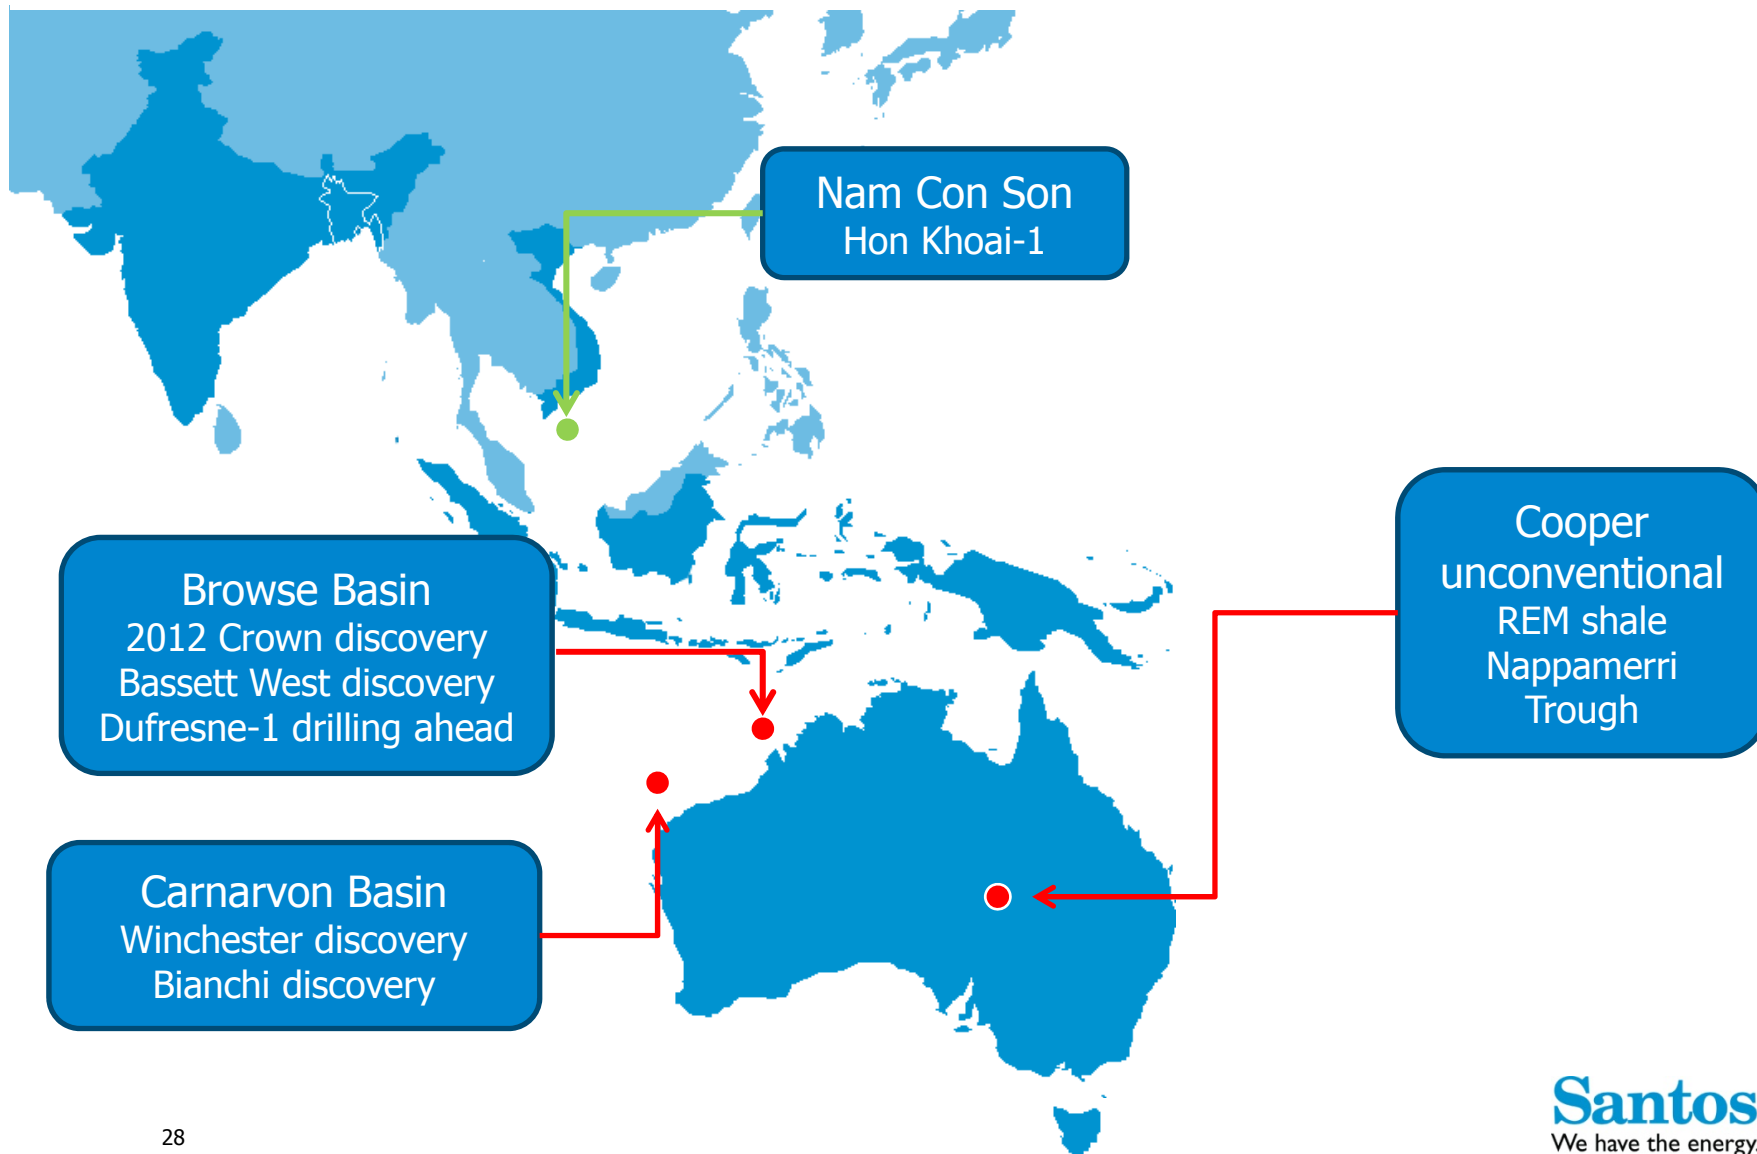 Nam Con Son
Hon Khoai-1
Browse Basin
2012 Crown discovery
Bassett West discovery
Dufresne-1 drilling ahead
Cooper
unconventional
REM shale
Nappamerri
Trough
Carnarvon Basin
Winchester discovery
Bianchi discovery
28
Santos
We have the energy.